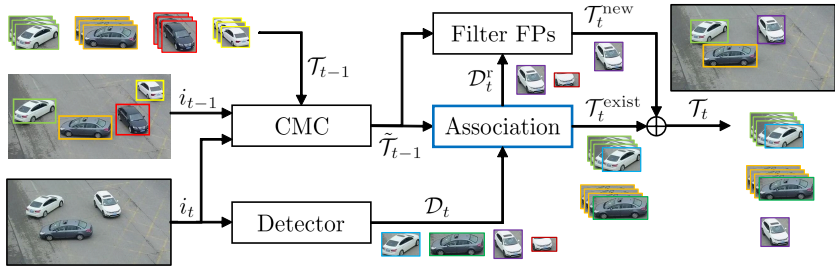 𝒯_{t−1}
i_{t−1}
i_t
CMC
𝒯̃_{t−1}
Detector
𝒟_t
Association
𝒟_t^r
Filter FPs
𝒯_t^{new}
𝒯_t^{exist}
𝒯_t